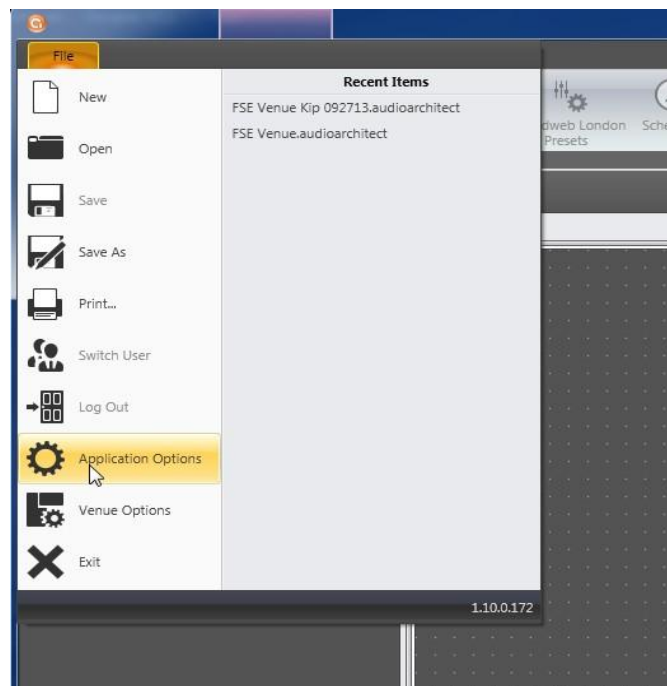 File
New
Open
Save
Save As
Print...
Switch User
Log Out
Application Options
Venue Options
Exit
Recent Items
FSE Venue Kip 092713.audioarchitect
FSE Venue.audioarchitect
London
Presets
1.10.0.172